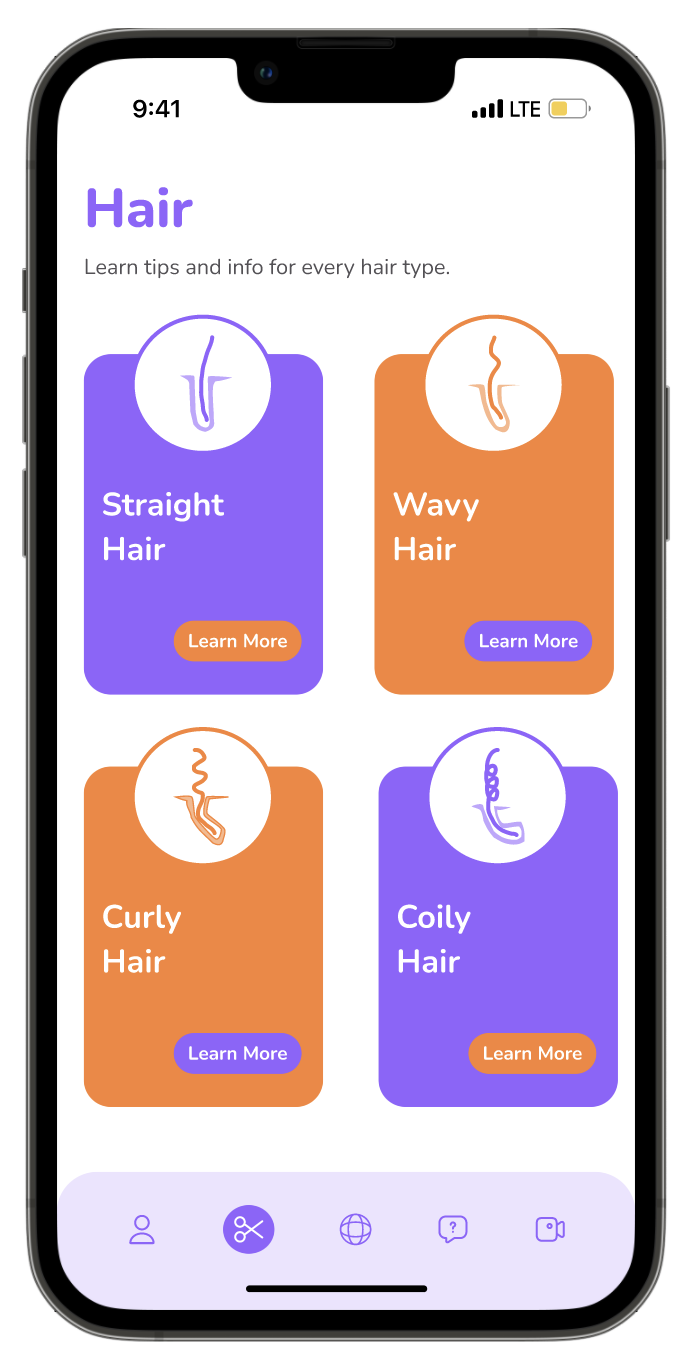 9:41
LTE
Hair
Learn tips and info for every hair type.
Straight
Hair
Learn More
Wavy
Hair
Learn More
Curly
Hair
Learn More
Coily
Hair
Learn More
?